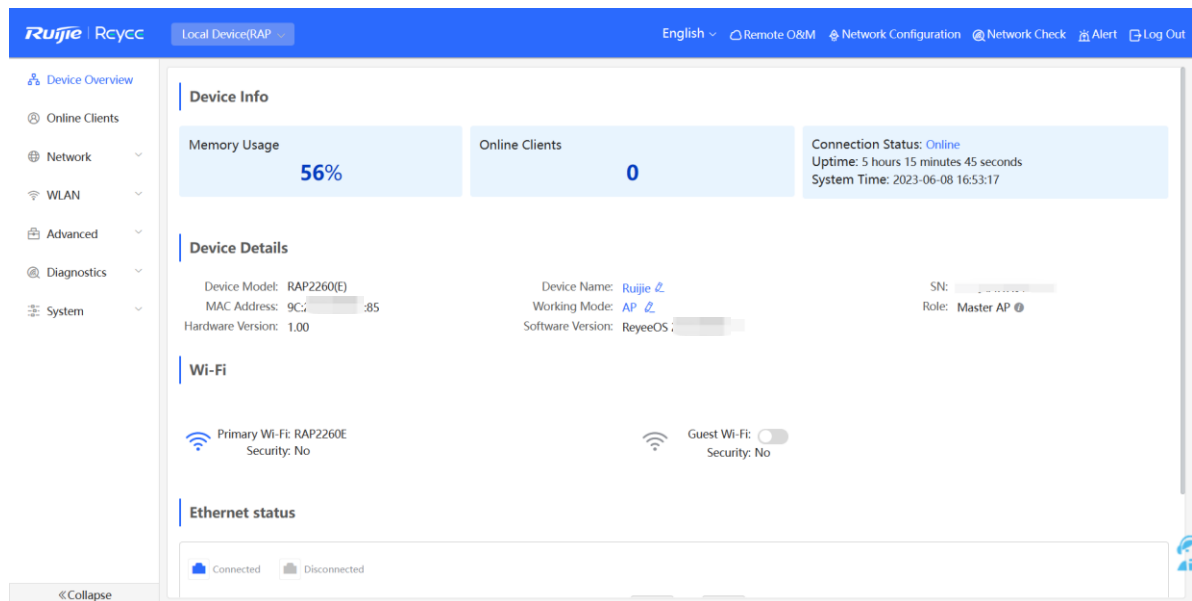 Ruijie Rcycc Local Device(RAP English Remote O&M Network Configuration Network Check Alert Log Out
Device Overview
Online Clients
Network
WLAN
Advanced
Diagnostics
System
«Collapse
Device Info
Memory Usage
56%
Online Clients
0
Connection Status: Online
Uptime: 5 hours 15 minutes 45 seconds
System Time: 2023-06-08 16:53:17
Device Details
Device Model: RAP2260(E)
Device Name: Ruijie
SN:
MAC Address: 9C: :85
Working Mode: AP
Role: Master AP
Hardware Version: 1.00
Software Version: ReyeeOS
Wi-Fi
Primary Wi-Fi: RAP2260E
Security: No
Guest Wi-Fi:
Security: No
Ethernet status
Connected Disconnected